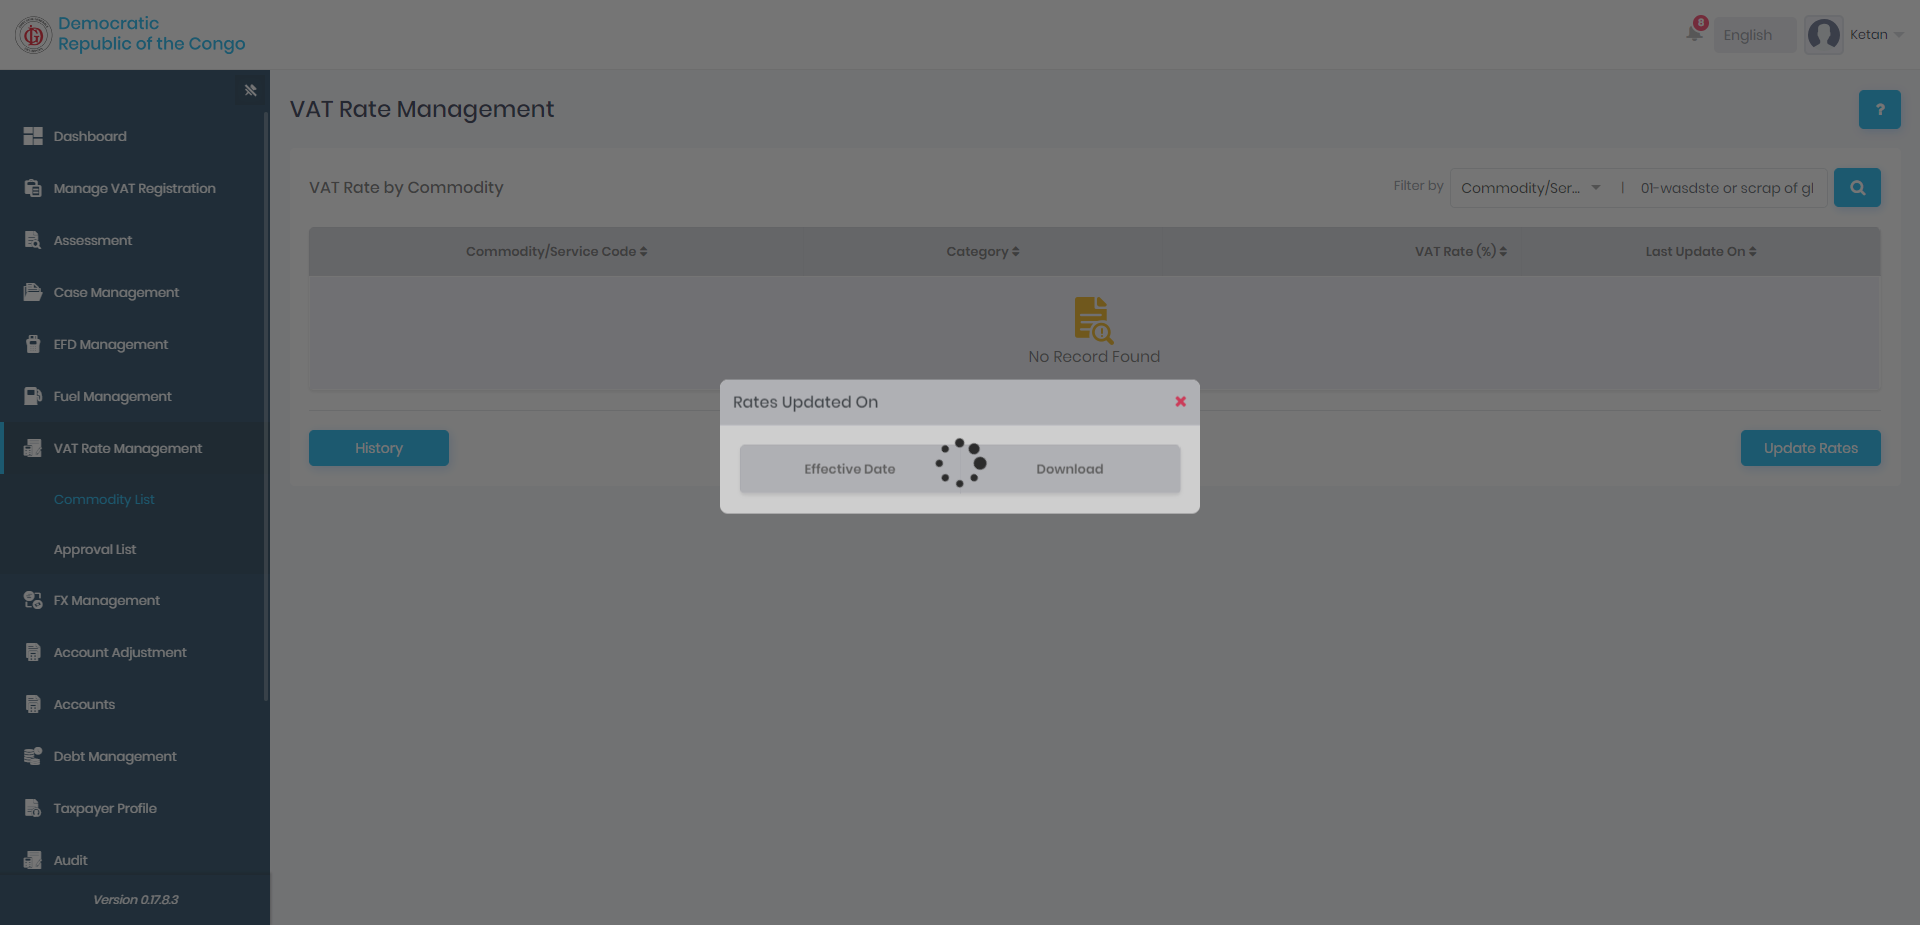 Democratic
Republic of the Congo
8
English
Ketan
VAT Rate Management
?
Dashboard
Manage VAT Registration
Assessment
Case Management
EFD Management
Fuel Management
VAT Rate Management
Commodity List
Approval List
FX Management
Account Adjustment
Accounts
Debt Management
Taxpayer Profile
Audit
Version 0.17.8.3
VAT Rate by Commodity
Filter by
Commodity/Ser...
|
01-wasdste or scrap of gl
Commodity/Service Code
Category
VAT Rate (%)
Last Update On
No Record Found
History
Update Rates
Rates Updated On
Effective Date
Download